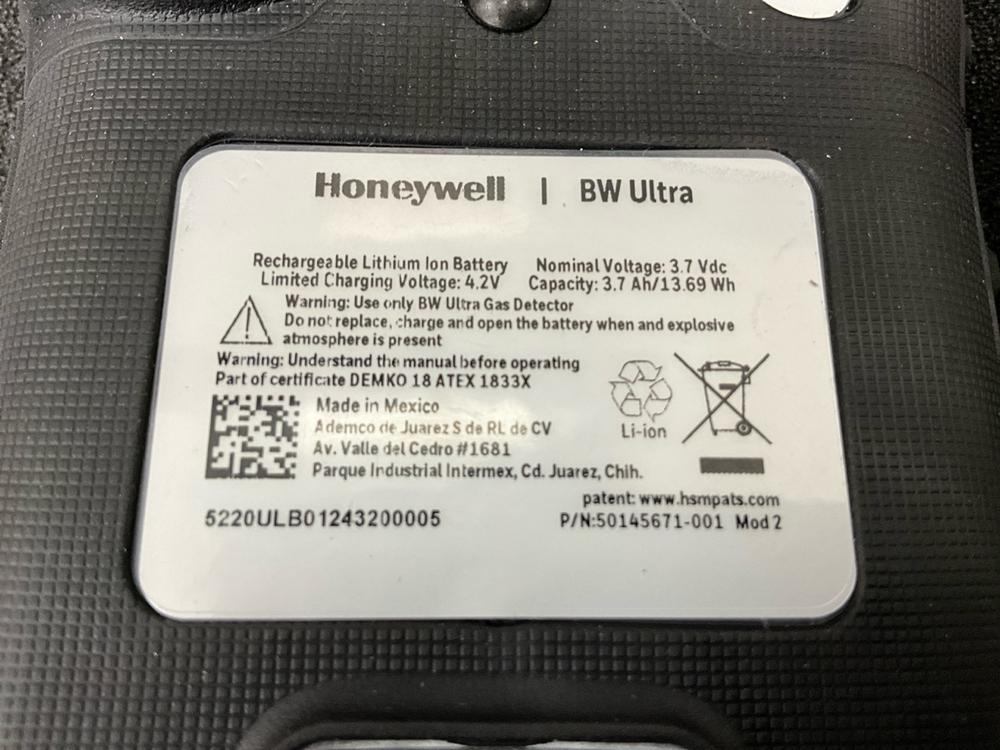 Honeywell | BW Ultra
Rechargeable Lithium Ion Battery Nominal Voltage: 3.7 Vdc
Limited Charging Voltage: 4.2V Capacity: 3.7 Ah/13.69 Wh
Warning: Use only BW Ultra Gas Detector
Do not replace, charge and open the battery when and explosive
atmosphere is present
Warning: Understand the manual before operating
Part of certificate DEMKO 18 ATEX 1833X
Made in Mexico
Ademco de Juarez S de RL de CV
Av. Valle del Cedro #1681
Parque Industrial Intermex, Cd. Juarez, Chih.
Li-ion
patent: www.hsmpats.com
5220ULB01243200005 P/N:50145671-001 Mod 2